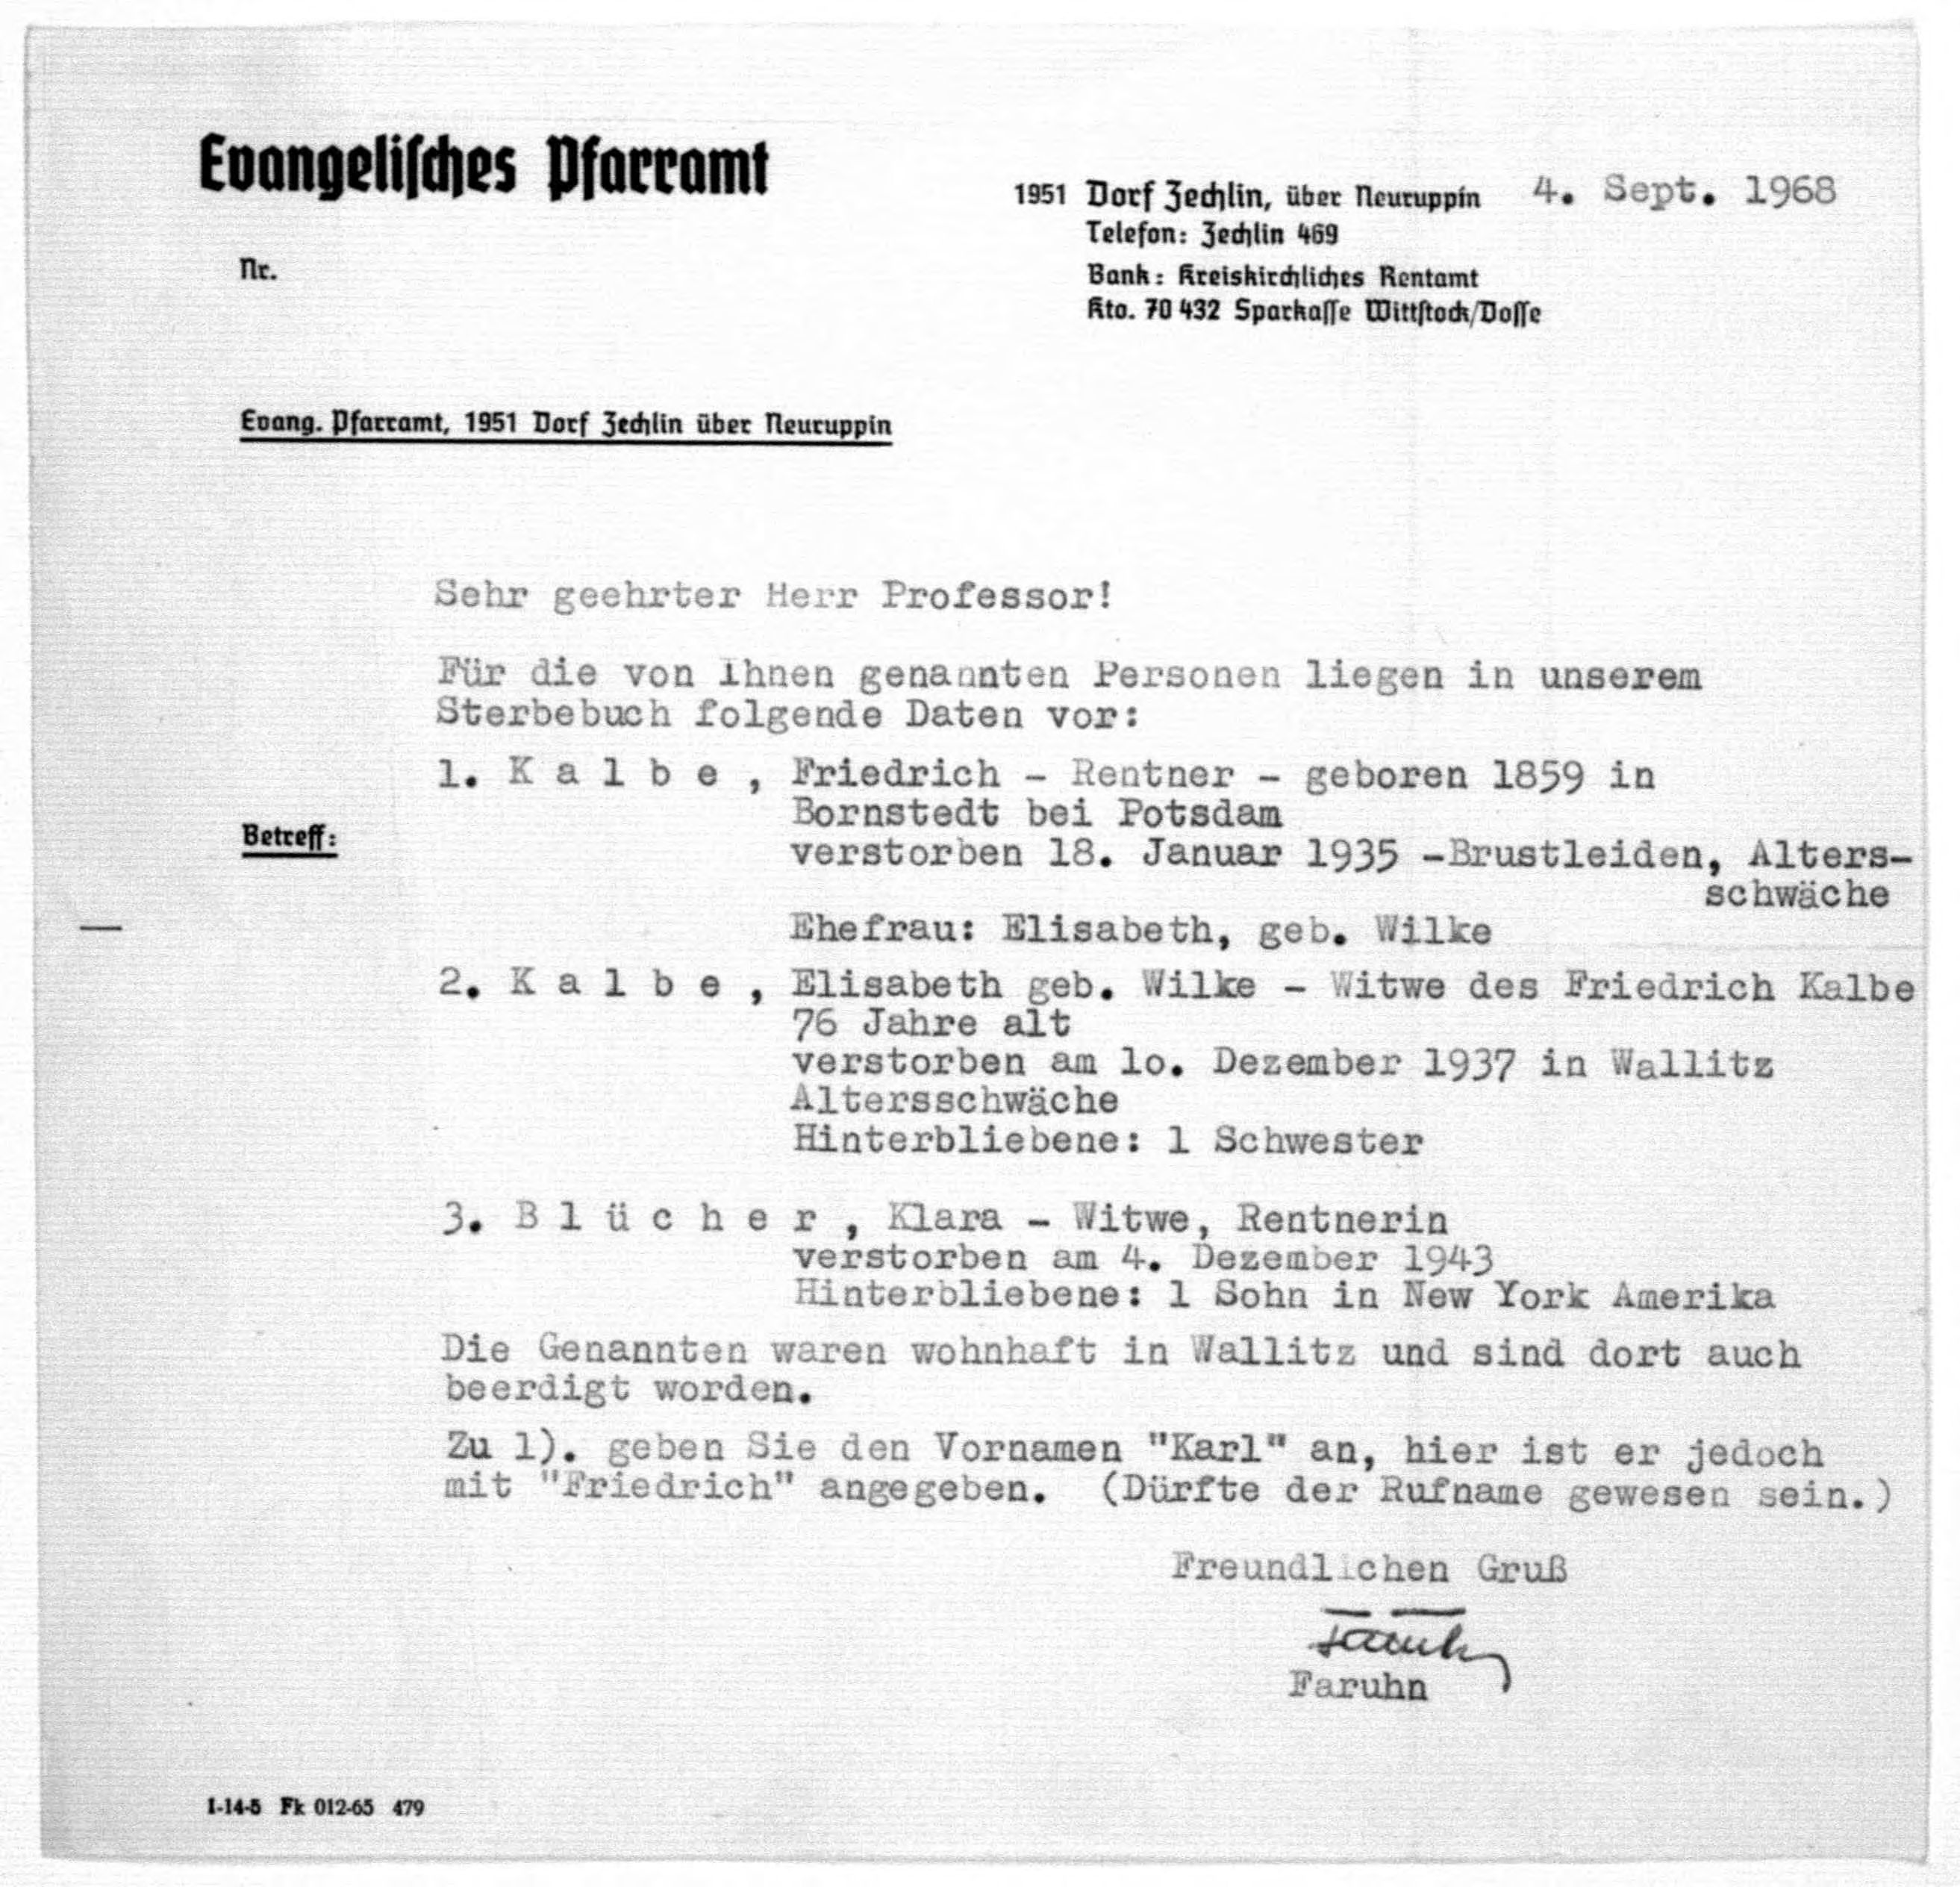 Evangelisches Pfarramt
1951 Dorf Zechlin, über Neuruppin 4. Sept. 1968
Telefon: Zechlin 469
Nr.
Bank: Kreiskirchliches Rentamt
Kto. 70 432 Sparkasse Wittstock/Dosse
Evang. Pfarramt, 1951 Dorf Zechlin über Neuruppin
Sehr geehrter Herr Professor!
Für die von Ihnen genannten Personen liegen in unserem
Sterbebuch folgende Daten vor:
1. K a l b e , Friedrich - Rentner - geboren 1859 in
Bornstedt bei Potsdam
Betreff:
verstorben 18. Januar 1935 -Brustleiden, Alters-
schwäche
Ehefrau: Elisabeth, geb. Wilke
2. K a l b e , Elisabeth geb. Wilke - Witwe des Friedrich Kalbe
76 Jahre alt
verstorben am lo. Dezember 1937 in Wallitz
Altersschwäche
Hinterbliebene: 1 Schwester
3. B l ü c h e r , Klara - Witwe, Rentnerin
verstorben am 4. Dezember 1943
Hinterbliebene: 1 Sohn in New York Amerika
Die Genannten waren wohnhaft in Wallitz und sind dort auch
beerdigt worden.
Zu 1). geben Sie den Vornamen "Karl" an, hier ist er jedoch
mit "Friedrich" angegeben. (Dürfte der Rufname gewesen sein.)
Freundlichen Gruß
Faruhn
Faruhn
I-14-5 Fk 012-65 479